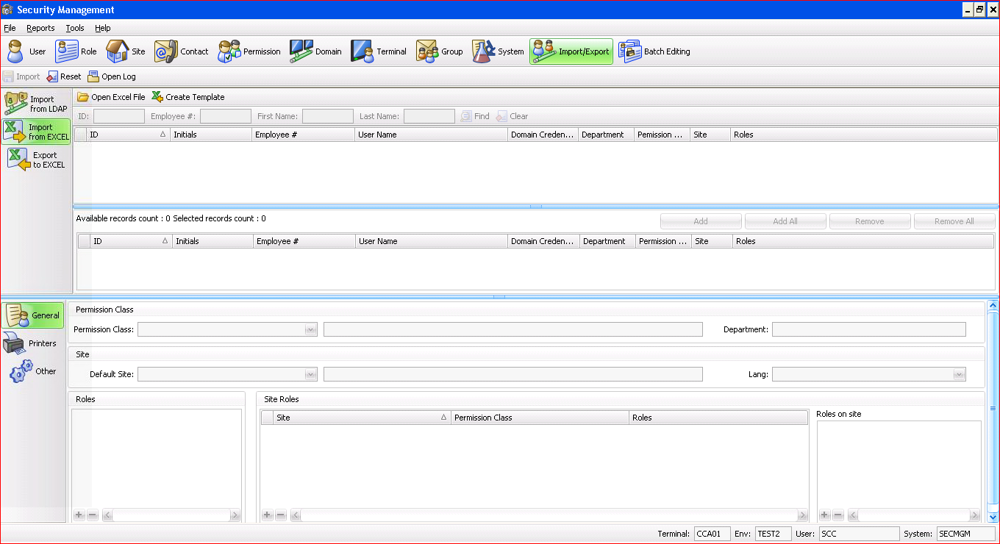 Security Management
File Reports Tools Help
User Role Site Contact Permission Domain Terminal Group System Import/Export Batch Editing
Import Reset Open Log
Import from LDAP
Import from EXCEL
Export to EXCEL
Open Excel File Create Template
ID: Employee #: First Name: Last Name: Find Clear
ID Initials Employee # User Name Domain Creden... Department Pemission ... Site Roles
Available records count : 0 Selected records count : 0
Add Add All Remove Remove All
ID Initials Employee # User Name Domain Creden... Department Permission ... Site Roles
General
Printers
Other
Permission Class
Permission Class: Department:
Site
Default Site: Lang:
Roles
Site Roles
Site Permission Class Roles
Roles on site
Terminal: CCA01 Env: TEST2 User: SCC System: SECMGM